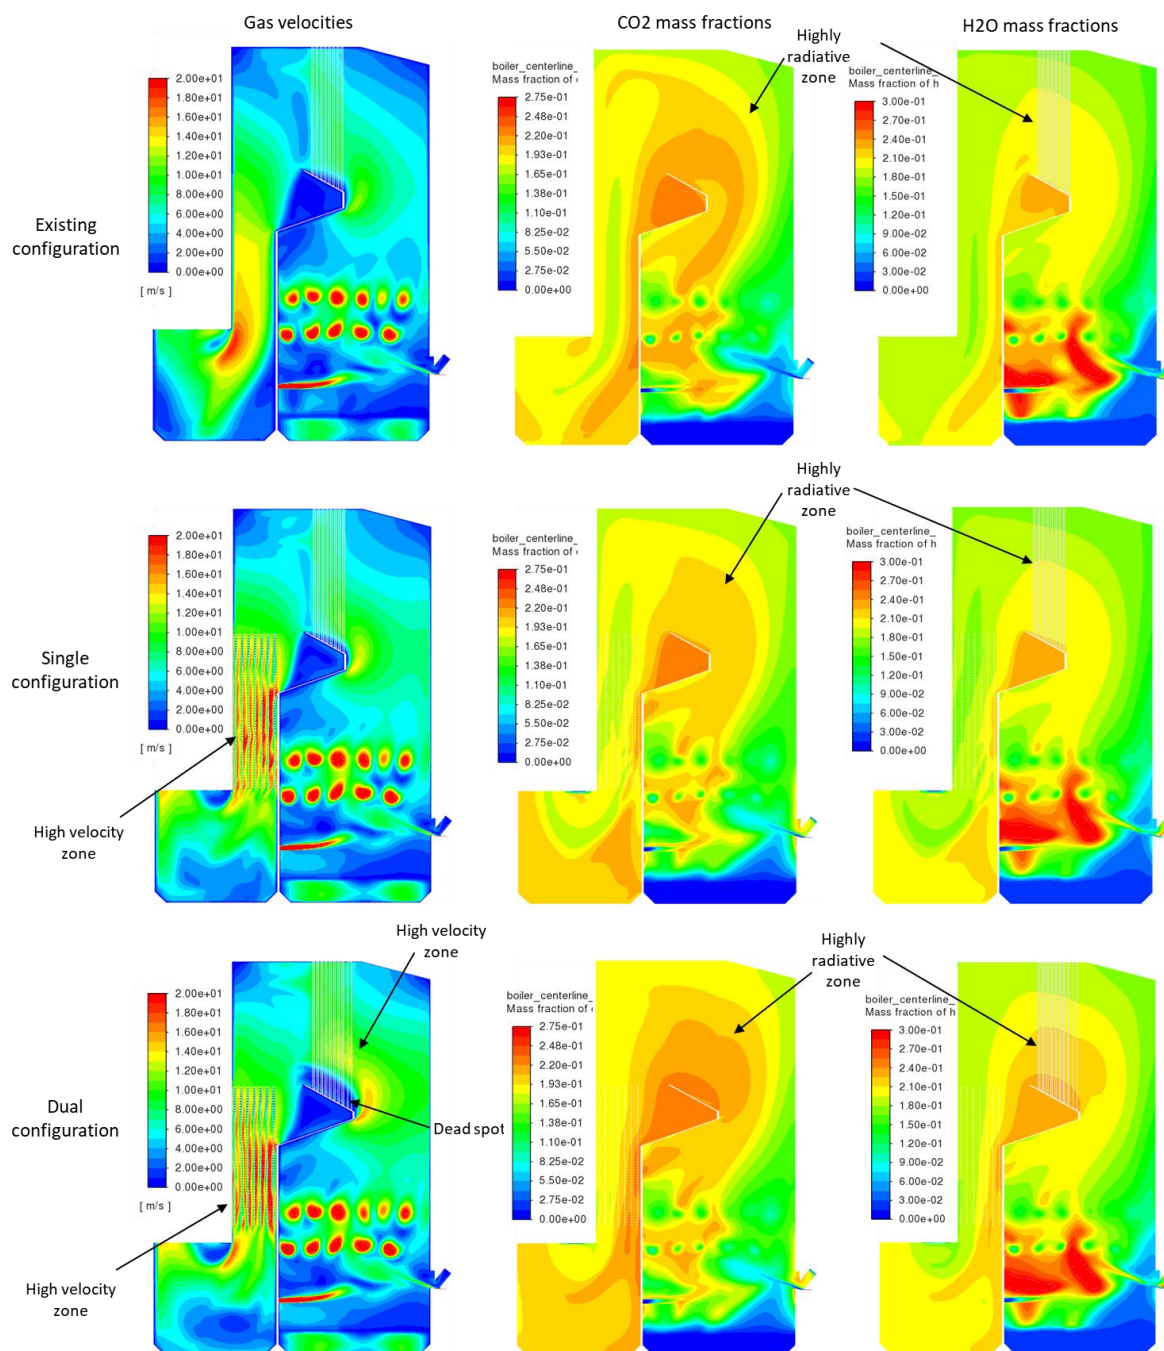 Gas velocities
CO2 mass fractions
H2O mass fractions
Highly
radiative
zone
Existing
configuration
2.00e+01
1.80e+01
1.60e+01
1.40e+01
1.20e+01
1.00e+01
8.00e+00
6.00e+00
4.00e+00
2.00e+00
0.00e+00
[ m/s ]
boiler_centerline_
Mass fraction of
2.75e-01
2.48e-01
2.20e-01
1.93e-01
1.65e-01
1.38e-01
1.10e-01
8.25e-02
5.50e-02
2.75e-02
0.00e+00
boiler_centerline_
Mass fraction of h
3.00e-01
2.70e-01
2.40e-01
2.10e-01
1.80e-01
1.50e-01
1.20e-01
9.00e-02
6.00e-02
3.00e-02
0.00e+00
Highly
radiative
zone
Single
configuration
2.00e+01
1.80e+01
1.60e+01
1.40e+01
1.20e+01
1.00e+01
8.00e+00
6.00e+00
4.00e+00
2.00e+00
0.00e+00
[ m/s ]
High velocity
zone
boiler_centerline_
Mass fraction of
2.75e-01
2.48e-01
2.20e-01
1.93e-01
1.65e-01
1.38e-01
1.10e-01
8.25e-02
5.50e-02
2.75e-02
0.00e+00
boiler_centerline_
Mass fraction of h
3.00e-01
2.70e-01
2.40e-01
2.10e-01
1.80e-01
1.50e-01
1.20e-01
9.00e-02
6.00e-02
3.00e-02
0.00e+00
High velocity
zone
Highly
radiative
zone
Dual
configuration
2.00e+01
1.80e+01
1.60e+01
1.40e+01
1.20e+01
1.00e+01
8.00e+00
6.00e+00
4.00e+00
2.00e+00
0.00e+00
[ m/s ]
Dead spot
High velocity
zone
boiler_centerline_
Mass fraction of
2.75e-01
2.48e-01
2.20e-01
1.93e-01
1.65e-01
1.38e-01
1.10e-01
8.25e-02
5.50e-02
2.75e-02
0.00e+00
boiler_centerline_
Mass fraction of h
3.00e-01
2.70e-01
2.40e-01
2.10e-01
1.80e-01
1.50e-01
1.20e-01
9.00e-02
6.00e-02
3.00e-02
0.00e+00